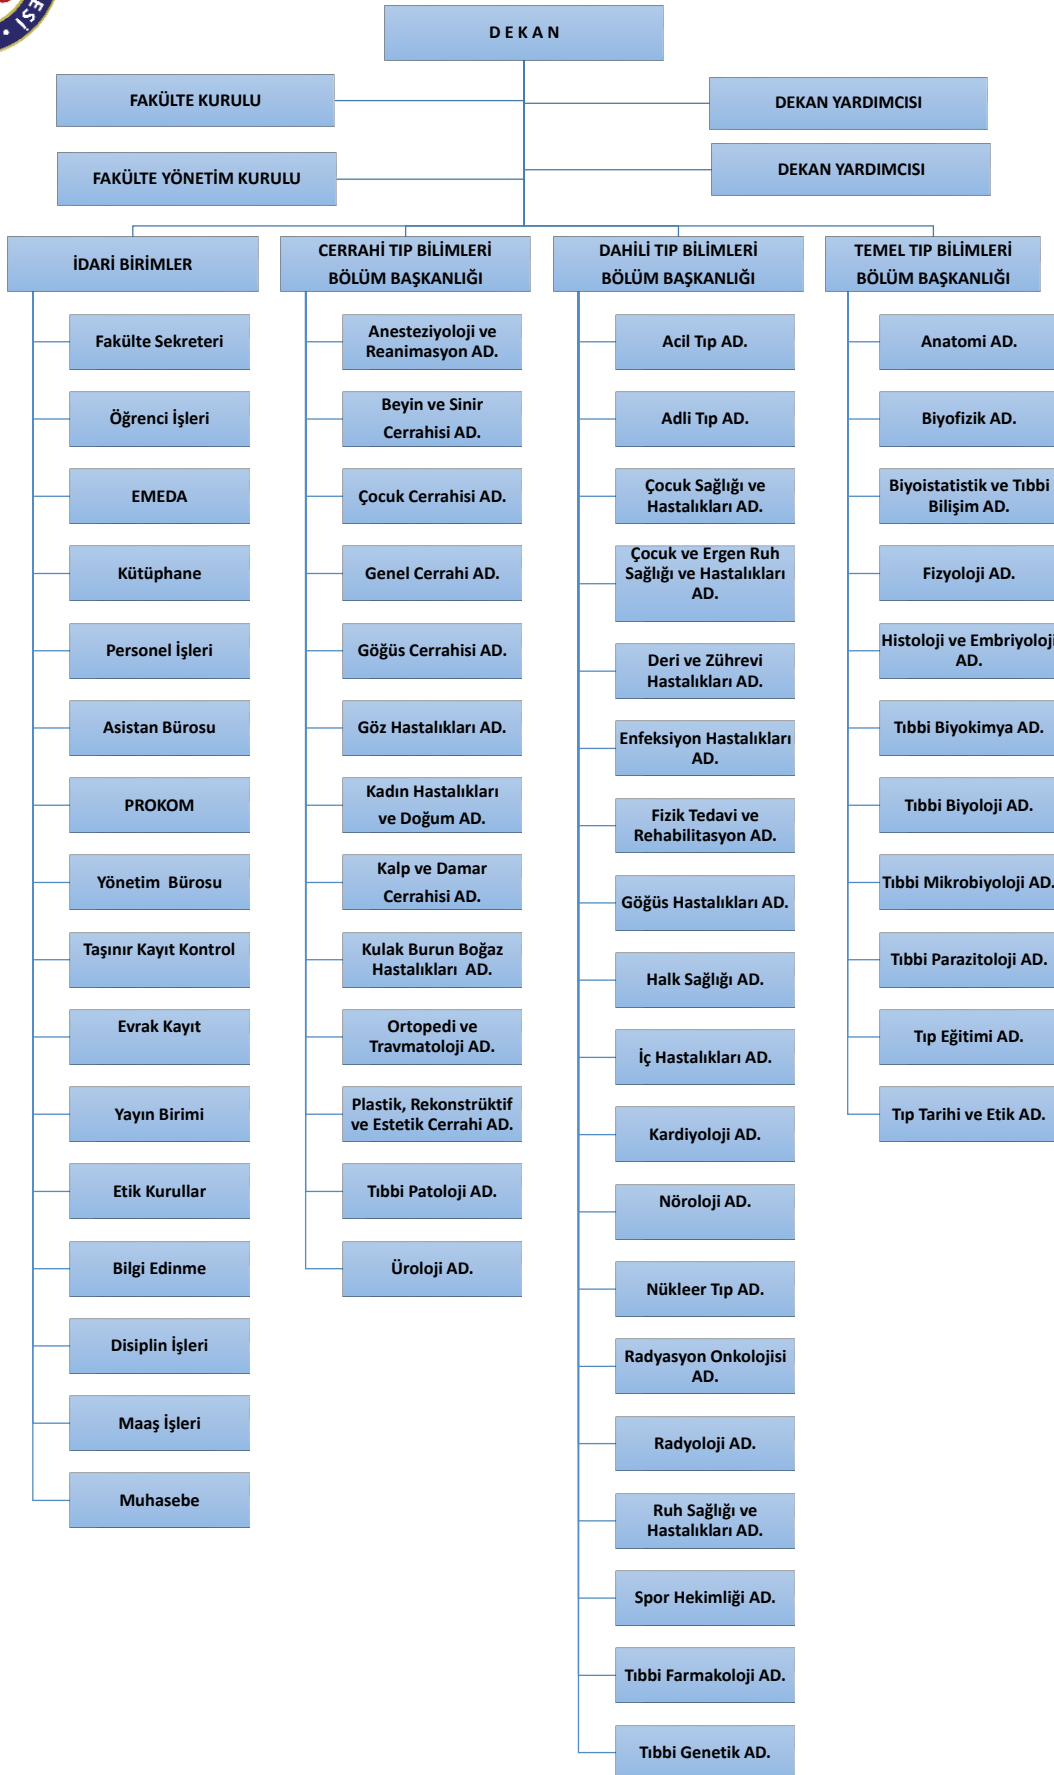 ESİ •
D E K A N
FAKÜLTE KURULU
DEKAN YARDIMCISI
FAKÜLTE YÖNETİM KURULU
DEKAN YARDIMCISI
İDARİ BİRİMLER
Fakülte Sekreteri
Öğrenci İşleri
EMEDA
Kütüphane
Personel İşleri
Asistan Bürosu
PROKOM
Yönetim  Bürosu
Taşınır Kayıt Kontrol
Evrak Kayıt
Yayın Birimi
Etik Kurullar
Bilgi Edinme
Disiplin İşleri
Maaş İşleri
Muhasebe
CERRAHİ TIP BİLİMLERİ
BÖLÜM BAŞKANLIĞI
Anesteziyoloji ve
Reanimasyon AD.
Beyin ve Sinir
Cerrahisi AD.
Çocuk Cerrahisi AD.
Genel Cerrahi AD.
Göğüs Cerrahisi AD.
Göz Hastalıkları AD.
Kadın Hastalıkları
ve Doğum AD.
Kalp ve Damar
Cerrahisi AD.
Kulak Burun Boğaz
Hastalıkları  AD.
Ortopedi ve
Travmatoloji AD.
Plastik, Rekonstrüktif
ve Estetik Cerrahi AD.
Tıbbi Patoloji AD.
Üroloji AD.
DAHİLİ TIP BİLİMLERİ
BÖLÜM BAŞKANLIĞI
Acil Tıp AD.
Adli Tıp AD.
Çocuk Sağlığı ve
Hastalıkları AD.
Çocuk ve Ergen Ruh
Sağlığı ve Hastalıkları
AD.
Deri ve Zührevi
Hastalıkları AD.
Enfeksiyon Hastalıkları
AD.
Fizik Tedavi ve
Rehabilitasyon AD.
Göğüs Hastalıkları AD.
Halk Sağlığı AD.
İç Hastalıkları AD.
Kardiyoloji AD.
Nöroloji AD.
Nükleer Tıp AD.
Radyasyon Onkolojisi
AD.
Radyoloji AD.
Ruh Sağlığı ve
Hastalıkları AD.
Spor Hekimliği AD.
Tıbbi Farmakoloji AD.
Tıbbi Genetik AD.
TEMEL TIP BİLİMLERİ
BÖLÜM BAŞKANLIĞI
Anatomi AD.
Biyofizik AD.
Biyoistatistik ve Tıbbi
Bilişim AD.
Fizyoloji AD.
Histoloji ve Embriyoloji
AD.
Tıbbi Biyokimya AD.
Tıbbi Biyoloji AD.
Tıbbi Mikrobiyoloji AD.
Tıbbi Parazitoloji AD.
Tıp Eğitimi AD.
Tıp Tarihi ve Etik AD.